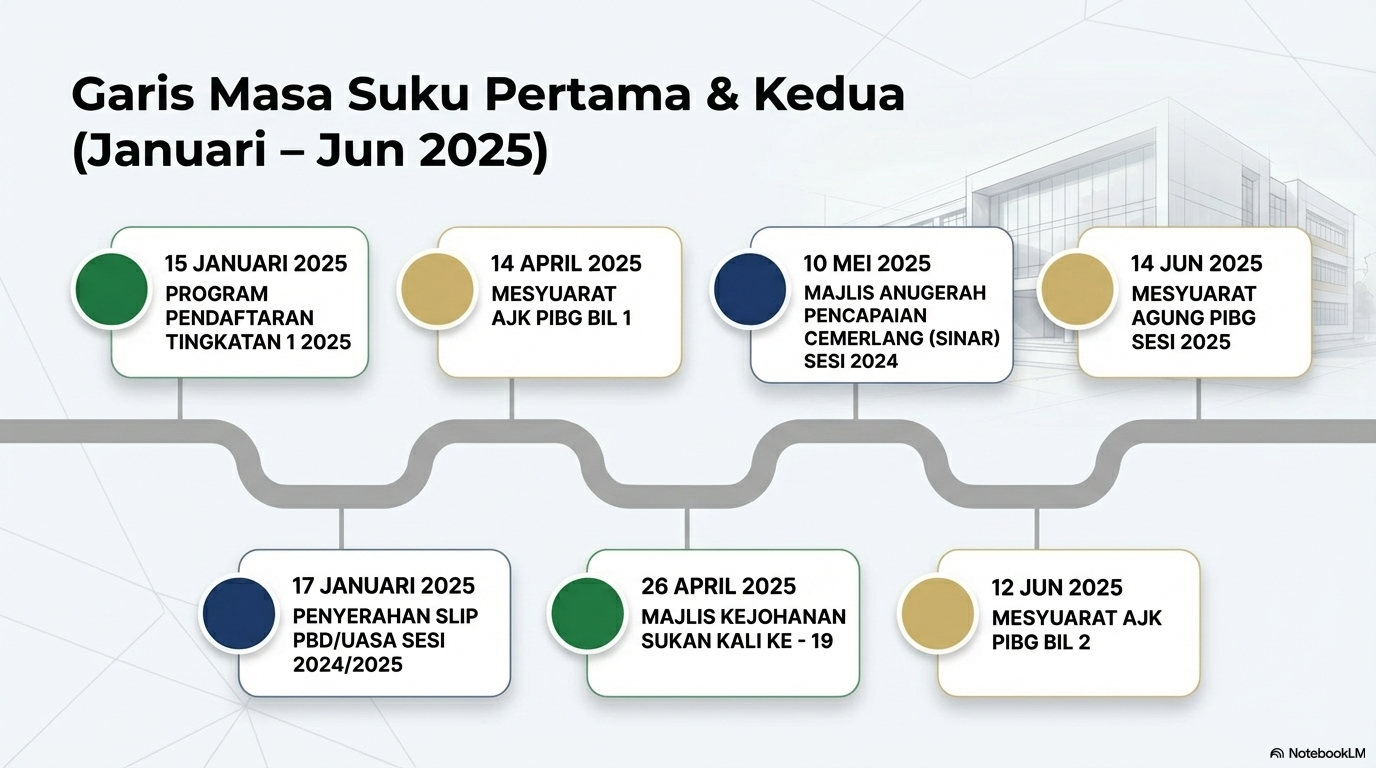 Garis Masa Suku Pertama & Kedua
(Januari – Jun 2025)
15 JANUARI 2025
PROGRAM
PENDAFTARAN
TINGKATAN 1 2025
17 JANUARI 2025
PENYERAHAN SLIP
PBD/UASA SESI
2024/2025
14 APRIL 2025
MESYUARAT
AJK PIBG BIL 1
26 APRIL 2025
MAJLIS KEJOHANAN
SUKAN KALI KE - 19
10 MEI 2025
MAJLIS ANUGERAH
PENCAPAIAN
CEMERLANG (SINAR)
SESI 2024
12 JUN 2025
MESYUARAT AJK
PIBG BIL 2
14 JUN 2025
MESYUARAT
AGUNG PIBG
SESI 2025
NotebookLM